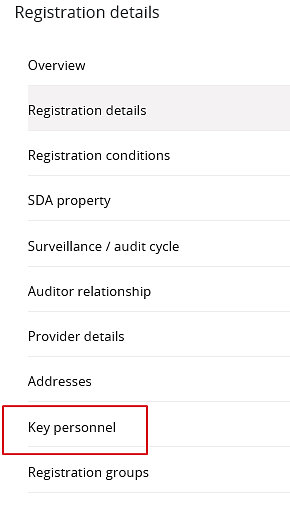 Registration details
Overview
Registration details
Registration conditions
SDA property
Surveillance / audit cycle
Auditor relationship
Provider details
Addresses
Key personnel
Registration groups